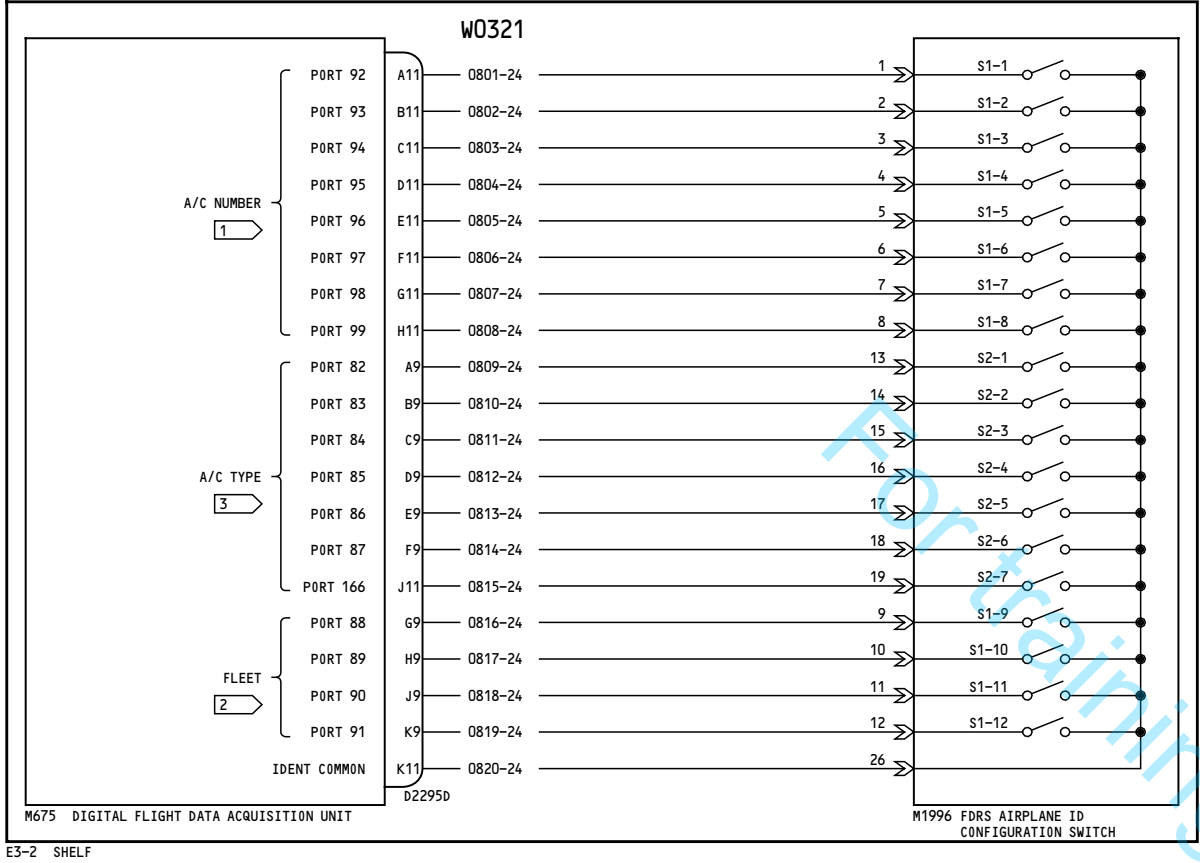 W0321
PORT 92 A11 0801-24 1 S1-1
PORT 93 B11 0802-24 2 S1-2
PORT 94 C11 0803-24 3 S1-3
PORT 95 D11 0804-24 4 S1-4
A/C NUMBER
1
PORT 96 E11 0805-24 5 S1-5
PORT 97 F11 0806-24 6 S1-6
PORT 98 G11 0807-24 7 S1-7
PORT 99 H11 0808-24 8 S1-8
PORT 82 A9 0809-24 13 S2-1
PORT 83 B9 0810-24 14 S2-2
PORT 84 C9 0811-24 15 S2-3
PORT 85 D9 0812-24 16 S2-4
A/C TYPE
3
PORT 86 E9 0813-24 17 S2-5
PORT 87 F9 0814-24 18 S2-6
PORT 166 J11 0815-24 19 S2-7
PORT 88 G9 0816-24 9 S1-9
PORT 89 H9 0817-24 10 S1-10
FLEET
2
PORT 90 J9 0818-24 11 S1-11
PORT 91 K9 0819-24 12 S1-12
IDENT COMMON K11 0820-24 26
D2295D
M675 DIGITAL FLIGHT DATA ACQUISITION UNIT
M1996 FDRS AIRPLANE ID
CONFIGURATION SWITCH
E3-2 SHELF
For training